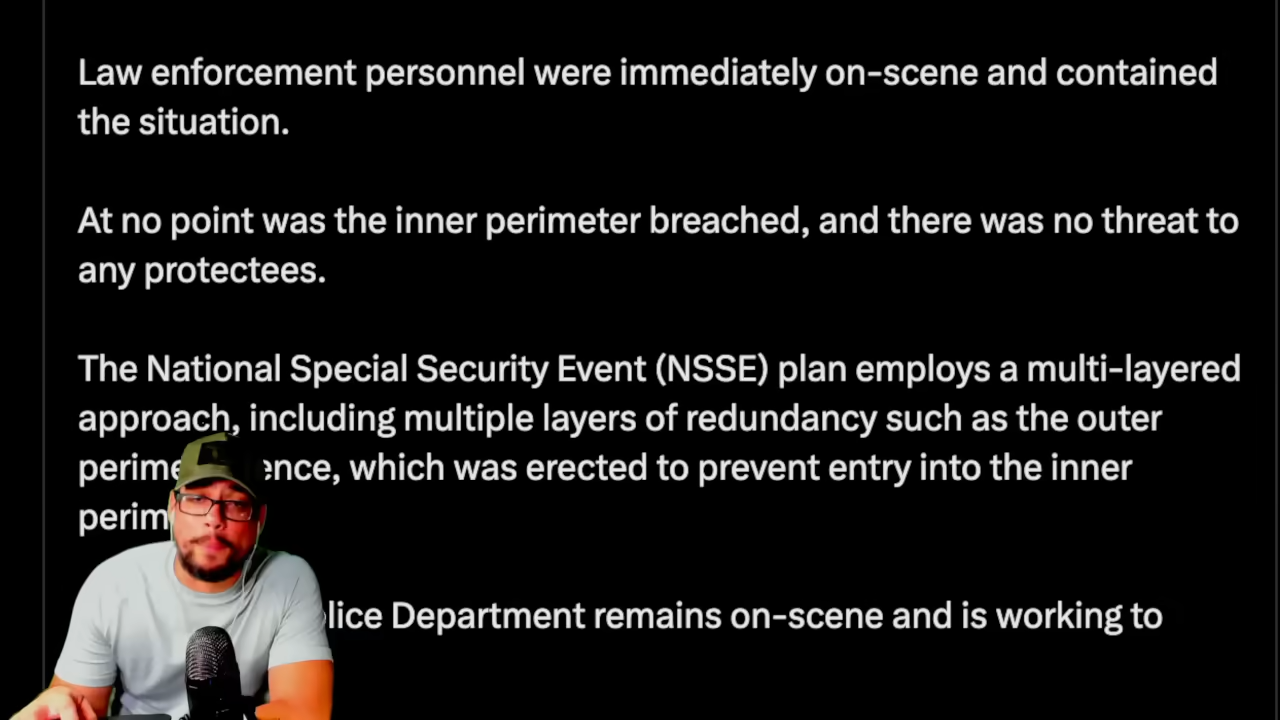 Law enforcement personnel were immediately on-scene and contained
the situation.
At no point was the inner perimeter breached, and there was no threat to
any protectees.
The National Special Security Event (NSSE) plan employs a multi-layered
approach, including multiple layers of redundancy such as the outer
which was erected to prevent entry into the inner
Department remains on-scene and is working to